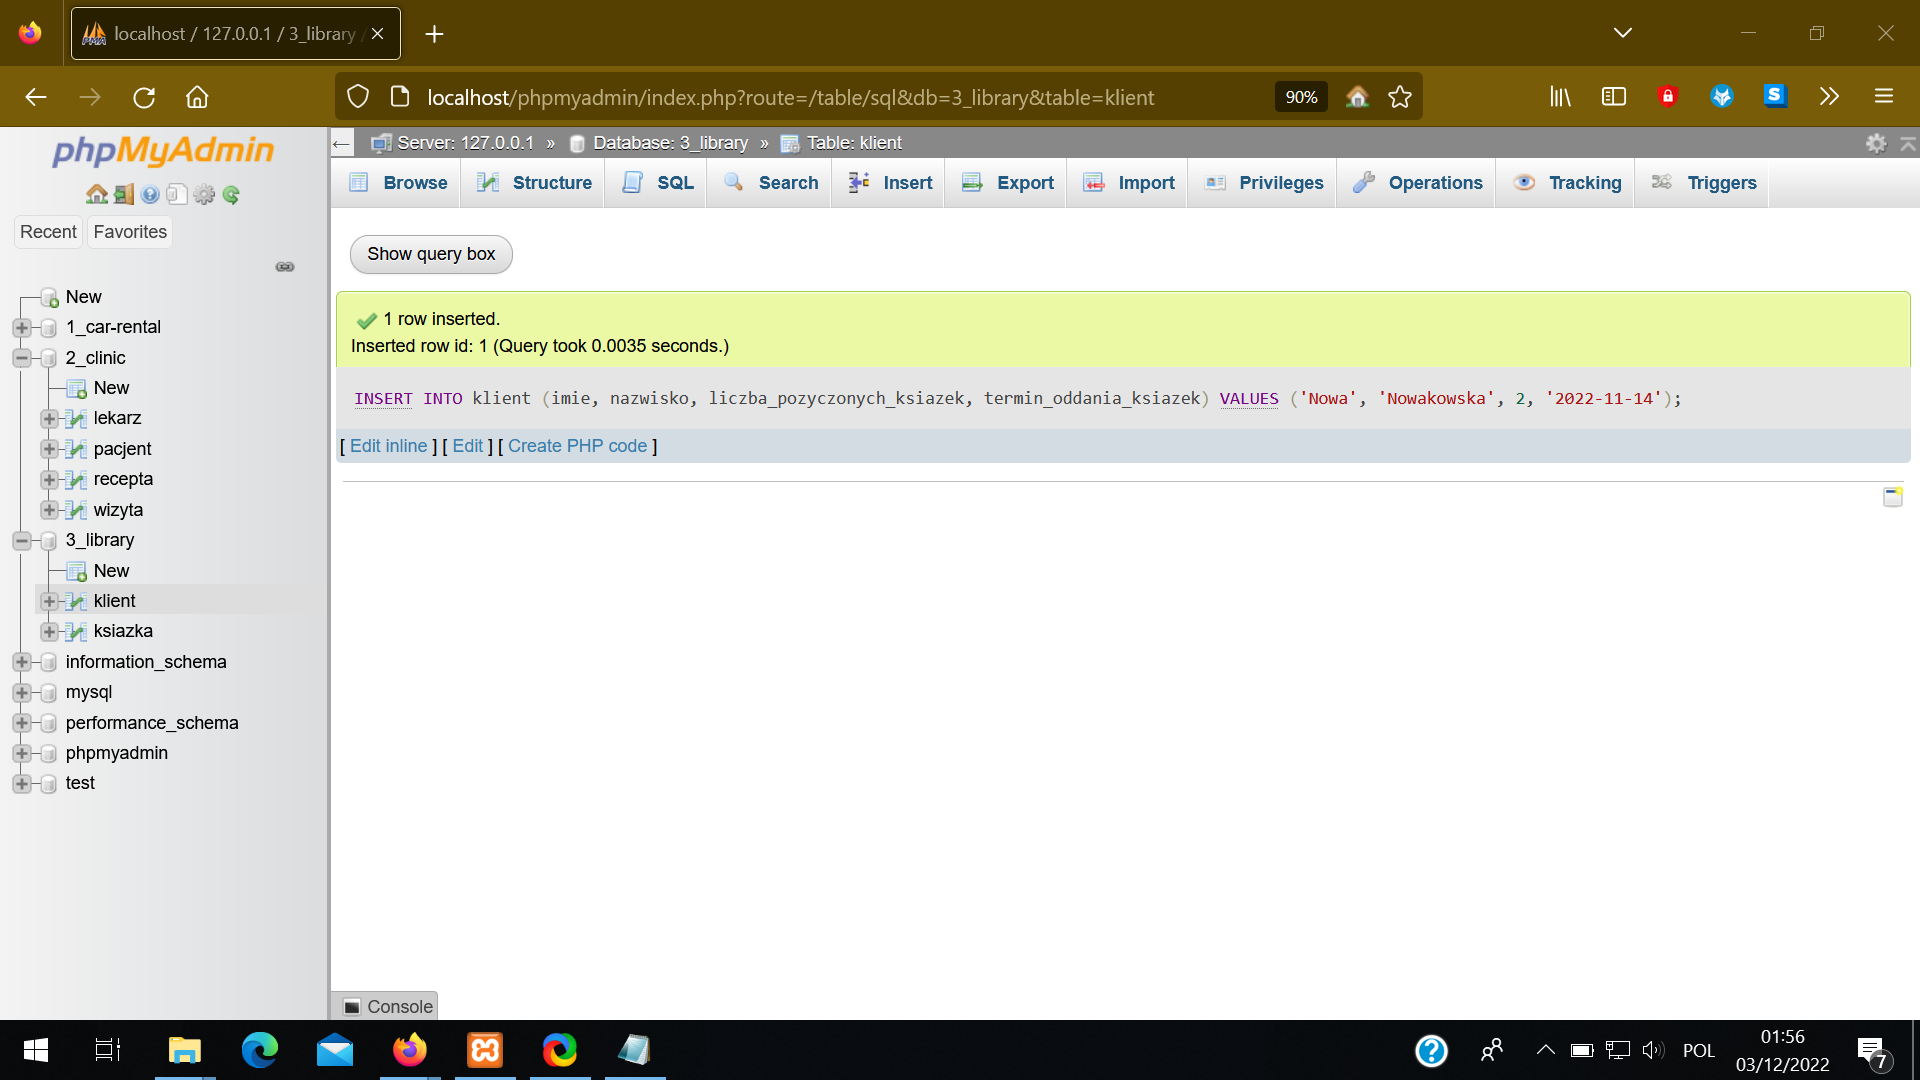 localhost / 127.0.0.1 / 3_library /
localhost/phpmyadmin/index.php?route=/table/sql&db=3_library&table=klient
90%
phpMyAdmin
Recent
Favorites
New
1_car-rental
2_clinic
New
lekarz
pacjent
recepta
wizyta
3_library
New
klient
ksiazka
information_schema
mysql
performance_schema
phpmyadmin
test
Server: 127.0.0.1 » Database: 3_library » Table: klient
Browse
Structure
SQL
Search
Insert
Export
Import
Privileges
Operations
Tracking
Triggers
Show query box
1 row inserted.
Inserted row id: 1 (Query took 0.0035 seconds.)
INSERT INTO klient (imie, nazwisko, liczba_pozyczonych_ksiazek, termin_oddania_ksiazek) VALUES ('Nowa', 'Nowakowska', 2, '2022-11-14');
[ Edit inline ] [ Edit ] [ Create PHP code ]
Console
POL
01:56
03/12/2022
7